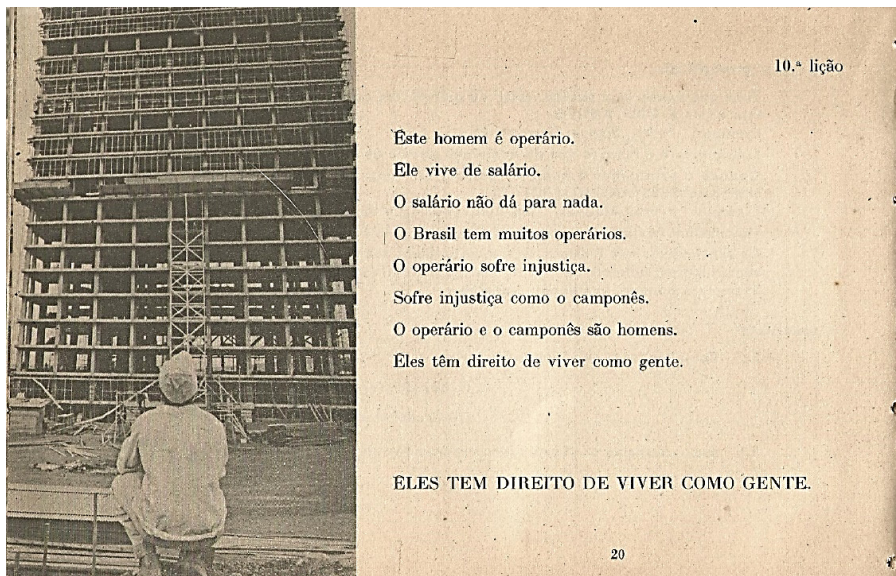 10.ª lição
Êste homem é operário.
Êle vive de salário.
O salário não dá para nada.
O Brasil tem muitos operários.
O operário sofre injustiça.
Sofre injustiça como o camponês.
O operário e o camponês são homens.
Êles têm direito de viver como gente.
ÊLES TEM DIREITO DE VIVER COMO GENTE.
20